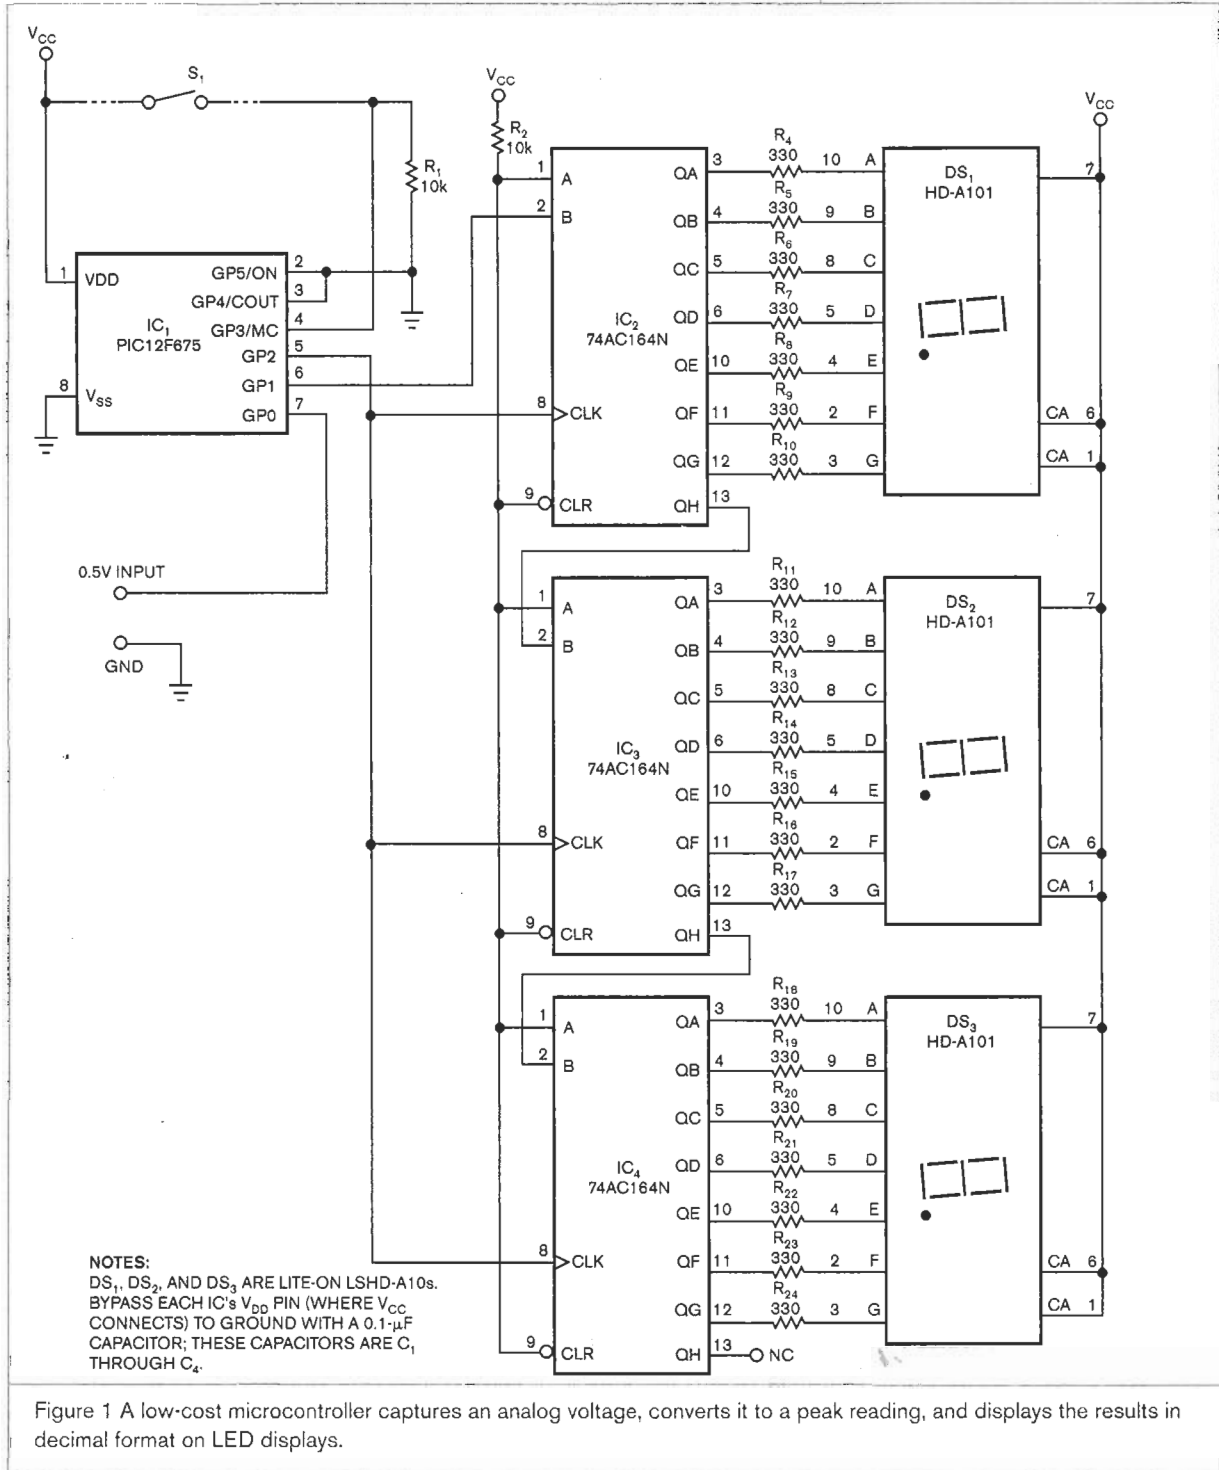 VCC
S1
R1
10k
1 VDD
GP5/ON 2
GP4/COUT 3
IC1
PIC12F675
GP3/MC 4
GP2 5
GP1 6
8 VSS
GP0 7
0.5V INPUT
GND
VCC
R2
10k
1 A
2 B
IC2
74AC164N
8 CLK
9 CLR
QA 3
QB 4
QC 5
QD 6
QE 10
QF 11
QG 12
QH 13
R4
330 10 A
R5
330 9 B
R6
330 8 C
R7
330 5 D
R8
330 4 E
R9
330 2 F
R10
330 3 G
VCC
DS1
HD-A101
7
CA 6
CA 1
1 A
2 B
IC3
74AC164N
8 CLK
9 CLR
QA 3
QB 4
QC 5
QD 6
QE 10
QF 11
QG 12
QH 13
R11
330 10 A
R12
330 9 B
R13
330 8 C
R14
330 5 D
R15
330 4 E
R16
330 2 F
R17
330 3 G
DS2
HD-A101
7
CA 6
CA 1
1 A
2 B
IC4
74AC164N
8 CLK
9 CLR
QA 3
QB 4
QC 5
QD 6
QE 10
QF 11
QG 12
QH 13 NC
R18
330 10 A
R19
330 9 B
R20
330 8 C
R21
330 5 D
R22
330 4 E
R23
330 2 F
R24
330 3 G
DS3
HD-A101
7
CA 6
CA 1
NOTES:
DS1, DS2, AND DS3 ARE LITE-ON LSHD-A10s.
BYPASS EACH IC's VDD PIN (WHERE VCC
CONNECTS) TO GROUND WITH A 0.1-μF
CAPACITOR; THESE CAPACITORS ARE C1
THROUGH C4.
Figure 1 A low-cost microcontroller captures an analog voltage, converts it to a peak reading, and displays the results in
decimal format on LED displays.